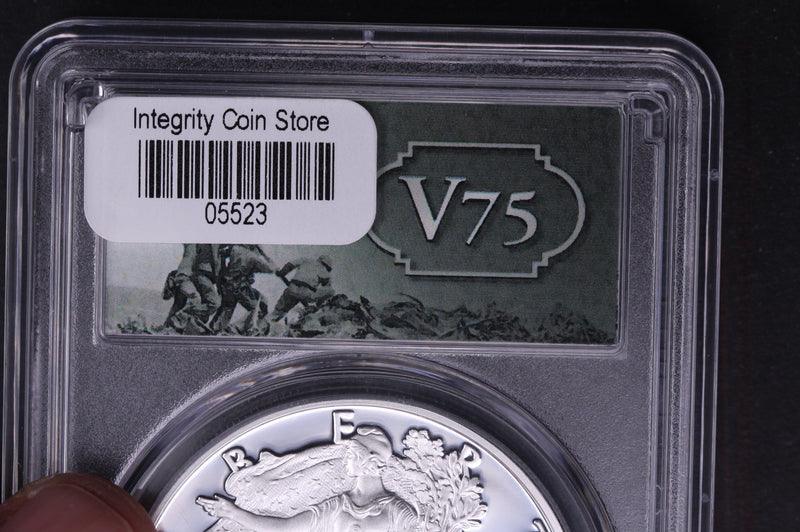 Integrity Coin Store
05523
V75
B E R